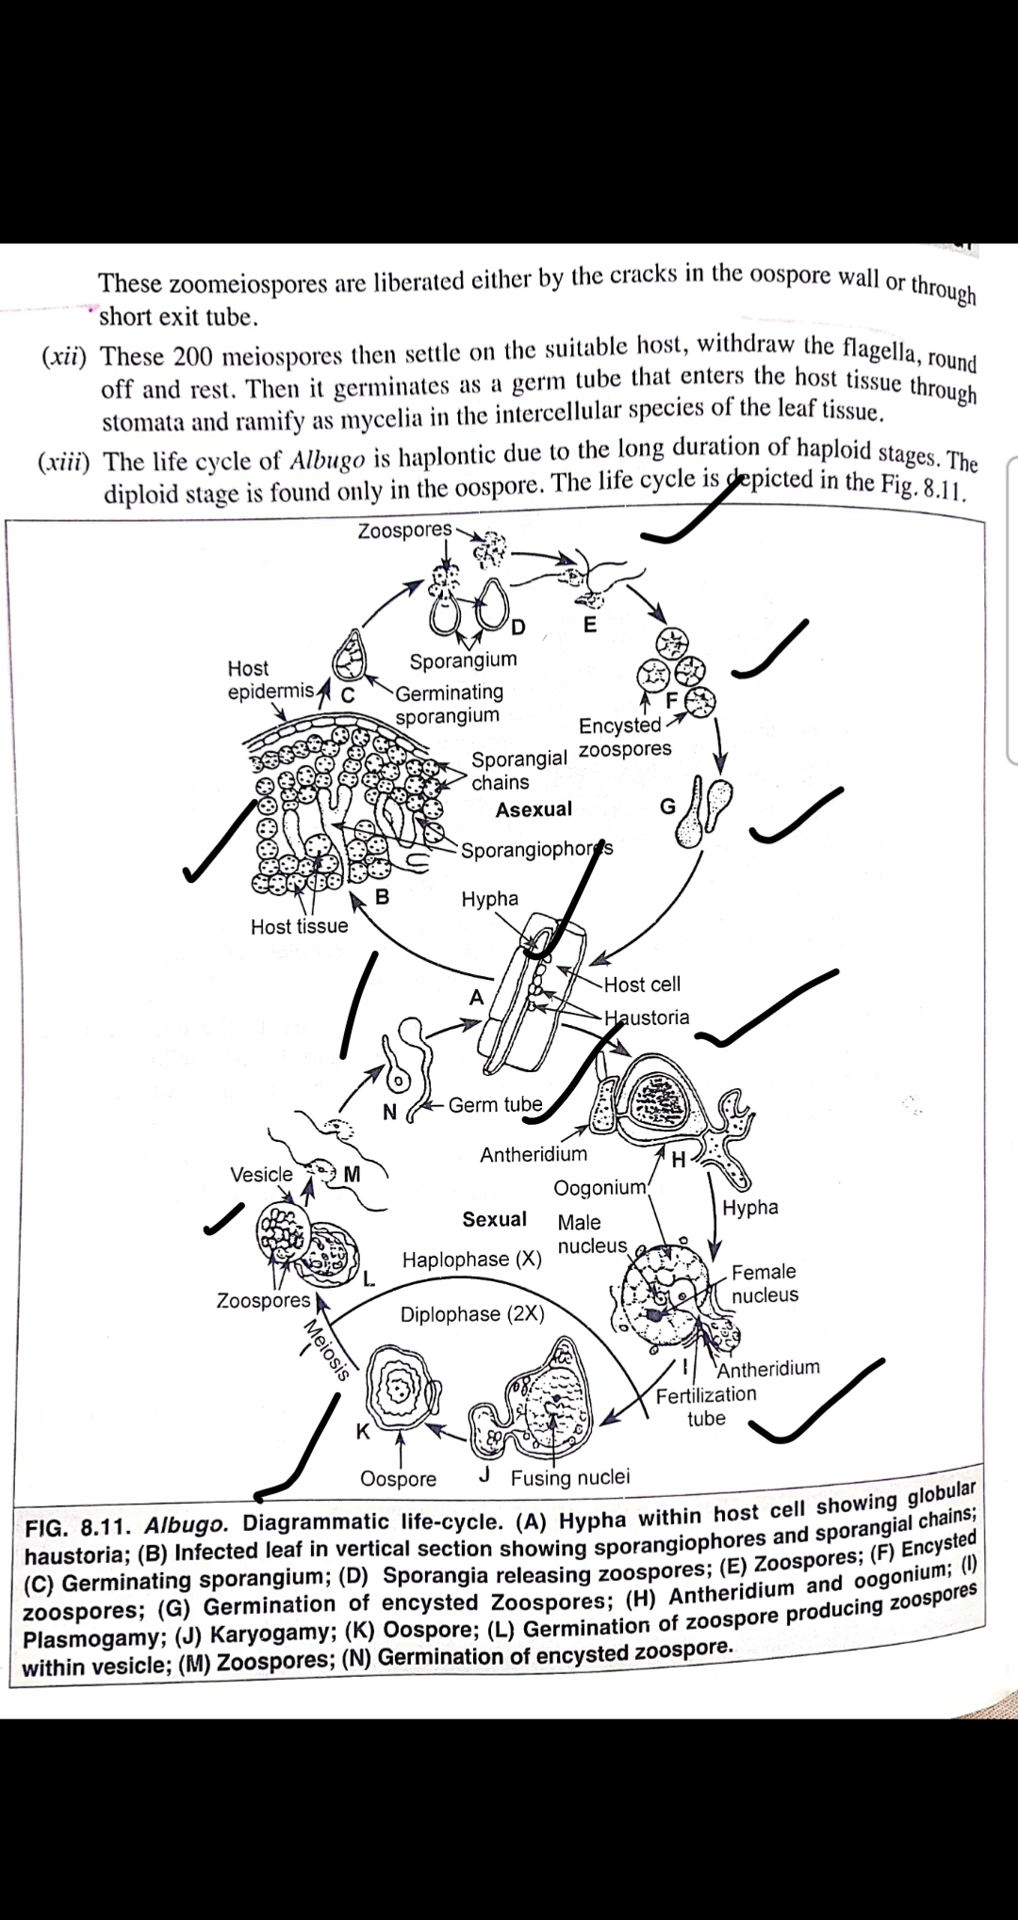 These zoomeiospores are liberated either by the cracks in the oospore wall or through
short exit tube.
(xii) These 200 meiospores then settle on the suitable host, withdraw the flagella, round
off and rest. Then it germinates as a germ tube that enters the host tissue through
stomata and ramify as mycelia in the intercellular species of the leaf tissue.
(xiii) The life cycle of Albugo is haplontic due to the long duration of haploid stages. The
diploid stage is found only in the oospore. The life cycle is depicted in the Fig. 8.11.
Zoospores
D
E
Sporangium
Host
epidermis
C
Germinating
sporangium
F
Encysted
zoospores
Sporangial
chains
Asexual
G
Sporangiophores
B
Hypha
Host tissue
Host cell
A
Haustoria
Germ tube
N
Antheridium
H
Vesicle
M
Oogonium
Hypha
Sexual
Male
nucleus
Haplophase (X)
Female
nucleus
L
Zoospores
Diplophase (2X)
Meiosis
I
Antheridium
Fertilization
tube
K
Oospore
J
Fusing nuclei
FIG. 8.11. Albugo. Diagrammatic life-cycle. (A) Hypha within host cell showing globular
haustoria; (B) Infected leaf in vertical section showing sporangiophores and sporangial chains;
(C) Germinating sporangium; (D) Sporangia releasing zoospores; (E) Zoospores; (F) Encysted
zoospores; (G) Germination of encysted Zoospores; (H) Antheridium and oogonium; (I)
Plasmogamy; (J) Karyogamy; (K) Oospore; (L) Germination of zoospore producing zoospores
within vesicle; (M) Zoospores; (N) Germination of encysted zoospore.